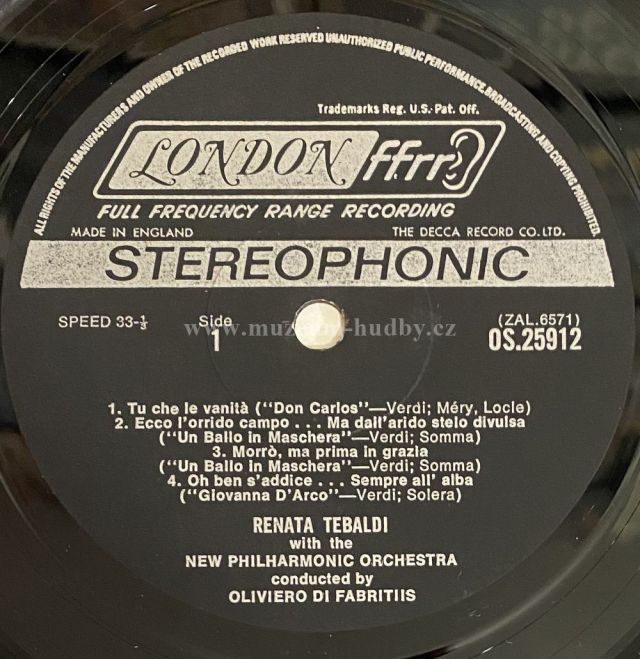 ALL RIGHTS OF THE MANUFACTURERS AND OWNER OF THE RECORDED WORK RESERVED UNAUTHORIZED PUBLIC PERFORMANCE, BROADCASTING AND COPYING PROHIBITED.
Trademarks Reg. U.S. Pat. Off.
LONDON ffrr
FULL FREQUENCY RANGE RECORDING
MADE IN ENGLAND THE DECCA RECORD CO. LTD.
STEREOPHONIC
SPEED 33-⅓ Side (ZAL.6571)
1 OS.25912
www.muzeum-hudby.cz
1. Tu che le vanità ("Don Carlos"—Verdi; Méry, Locle)
2. Ecco l'orrido campo . . . Ma dall'arido stelo divulsa
("Un Ballo in Maschera"—Verdi; Somma)
3. Morrò, ma prima in grazia
("Un Ballo in Maschera"—Verdi; Somma)
4. Oh ben s'addice . . . Sempre all' alba
("Giovanna D'Arco"—Verdi; Solera)
RENATA TEBALDI
with the
NEW PHILHARMONIC ORCHESTRA
conducted by
OLIVIERO DI FABRITIIS